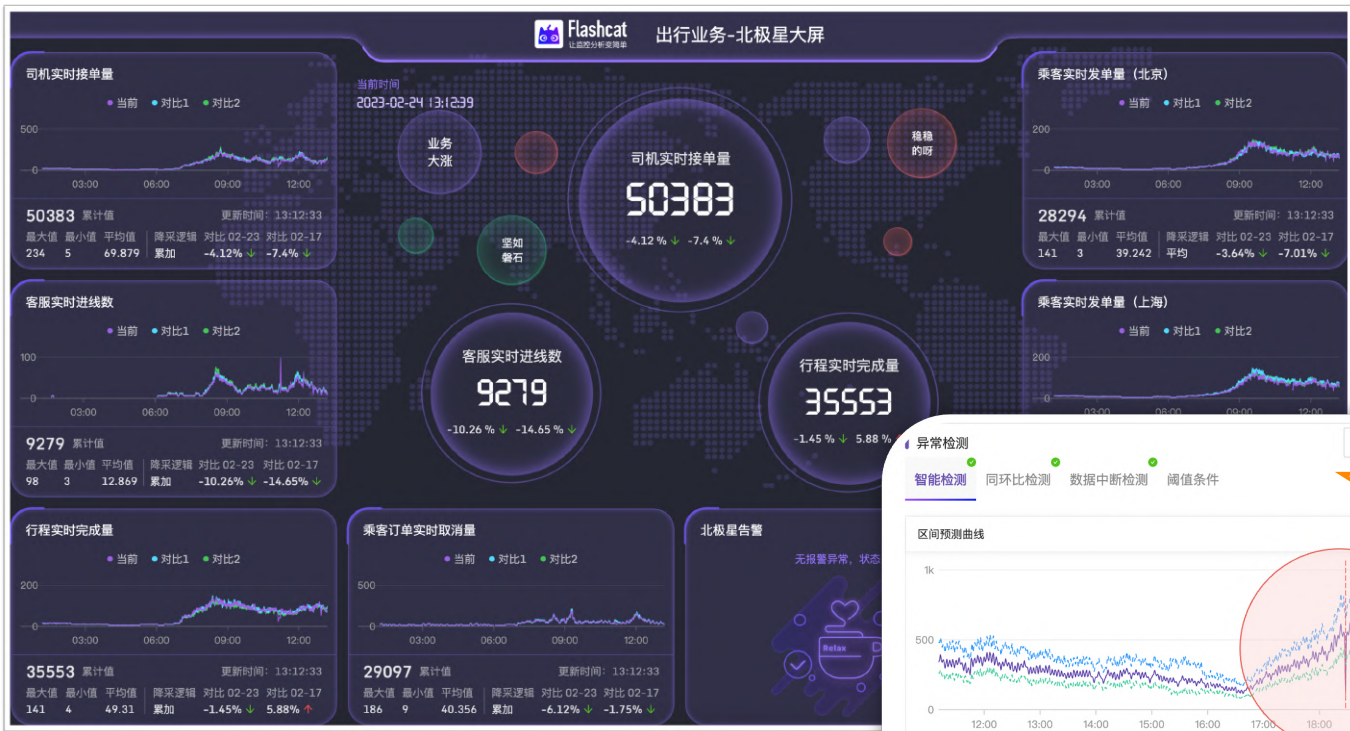 Flashcat
让监控分析变简单
出行业务-北极星大屏
司机实时接单量
当前 对比1 对比2
500
0
03:00 06:00 09:00 12:00
50383 累计值 更新时间: 13:12:33
最大值 最小值 平均值 降采逻辑 对比 02-23 对比 02-17
234 5 69.879 累加 -4.12% ↓ -7.4% ↓
客服实时进线数
当前 对比1 对比2
100
0
03:00 06:00 09:00 12:00
9279 累计值 更新时间: 13:12:33
最大值 最小值 平均值 降采逻辑 对比 02-23 对比 02-17
98 3 12.869 累加 -10.26% ↓ -14.65% ↓
行程实时完成量
当前 对比1 对比2
200
0
03:00 06:00 09:00 12:00
35553 累计值 更新时间: 13:12:33
最大值 最小值 平均值 降采逻辑 对比 02-23 对比 02-17
141 4 49.31 累加 -1.45% ↓ 5.88% ↑
当前时间
2023-02-24 13:12:39
业务
大涨
稳稳
的呀
坚如
磐石
司机实时接单量
50383
-4.12 % ↓ -7.4 % ↓
客服实时进线数
9279
-10.26 % ↓ -14.65 % ↓
行程实时完成量
35553
-1.45 % ↓ 5.88 %
乘客订单实时取消量
当前 对比1 对比2
500
0
03:00 06:00 09:00 12:00
29097 累计值 更新时间: 13:12:33
最大值 最小值 平均值 降采逻辑 对比 02-23 对比 02-17
186 9 40.356 累加 -6.12% ↓ -1.75% ↓
北极星告警
无报警异常、状态
Relax
乘客实时发单量（北京）
当前 对比1 对比2
200
0
03:00 06:00 09:00 12:00
28294 累计值 更新时间: 13:12:33
最大值 最小值 平均值 降采逻辑 对比 02-23 对比 02-17
141 3 39.242 平均 -3.64% ↓ -7.01% ↓
乘客实时发单量（上海）
当前 对比1 对比2
200
0
03:00 06:00 09:00 12:00
异常检测
智能检测 同环比检测 数据中断检测 阈值条件
区间预测曲线
1k
500
0
12:00 13:00 14:00 15:00 16:00 17:00 18:00